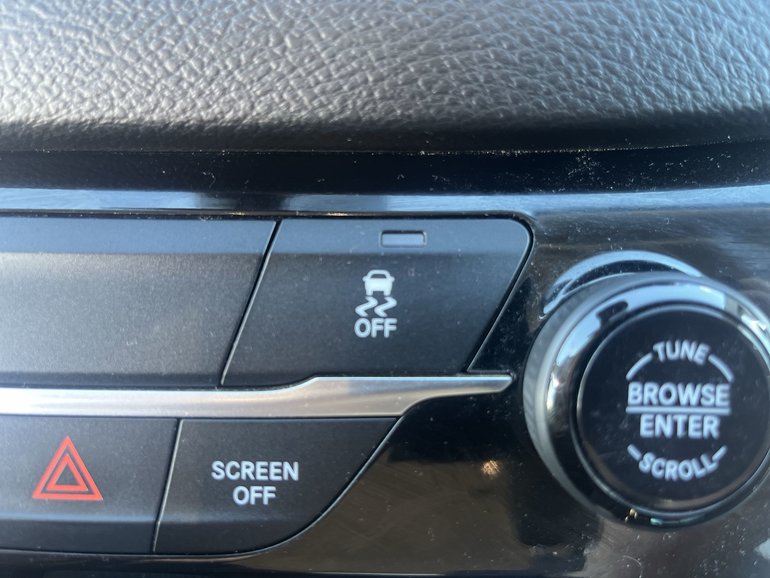 OFF
SCREEN
OFF
TUNE
BROWSE
ENTER
SCROLL